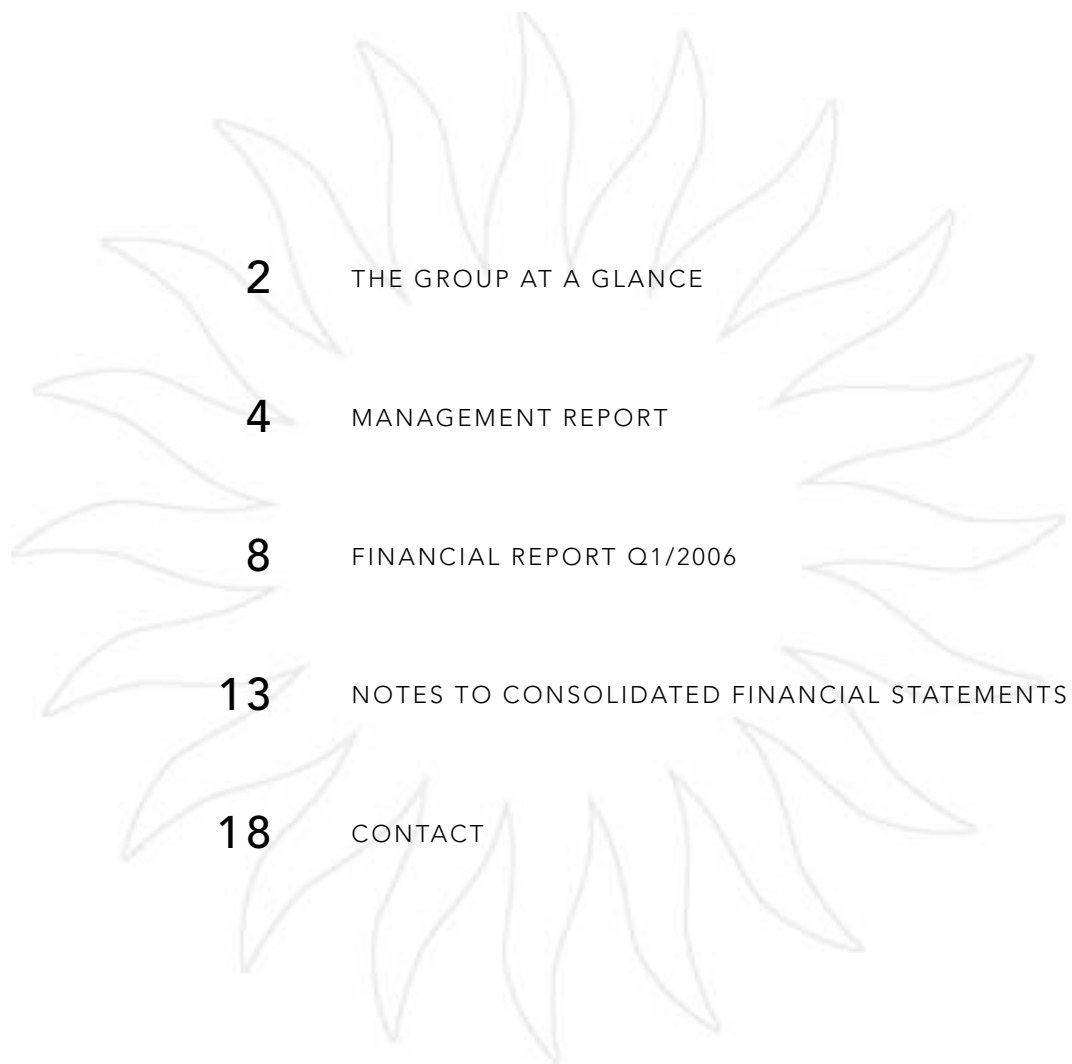 2 THE GROUP AT A GLANCE
4 MANAGEMENT REPORT
8 FINANCIAL REPORT Q1/2006
13 NOTES TO CONSOLIDATED FINANCIAL STATEMENTS
18 CONTACT